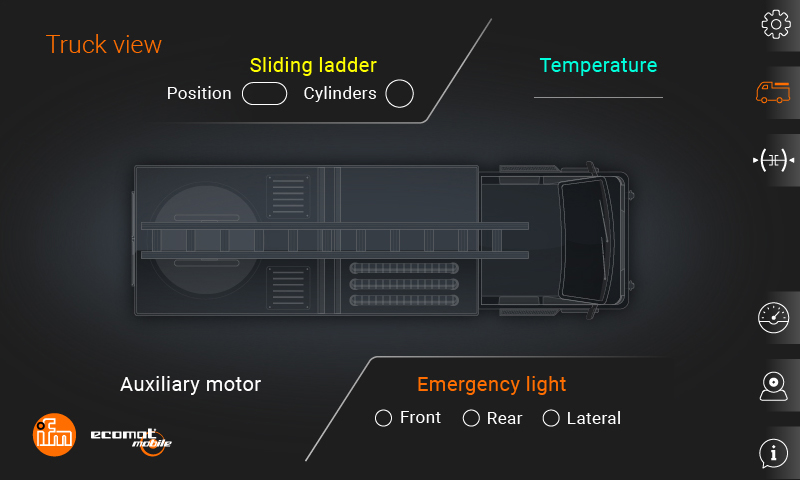 Truck view
Sliding ladder
Temperature
Position
Cylinders
Auxiliary motor
Emergency light
Front
Rear
Lateral
ifm
ecomat
mobile
i